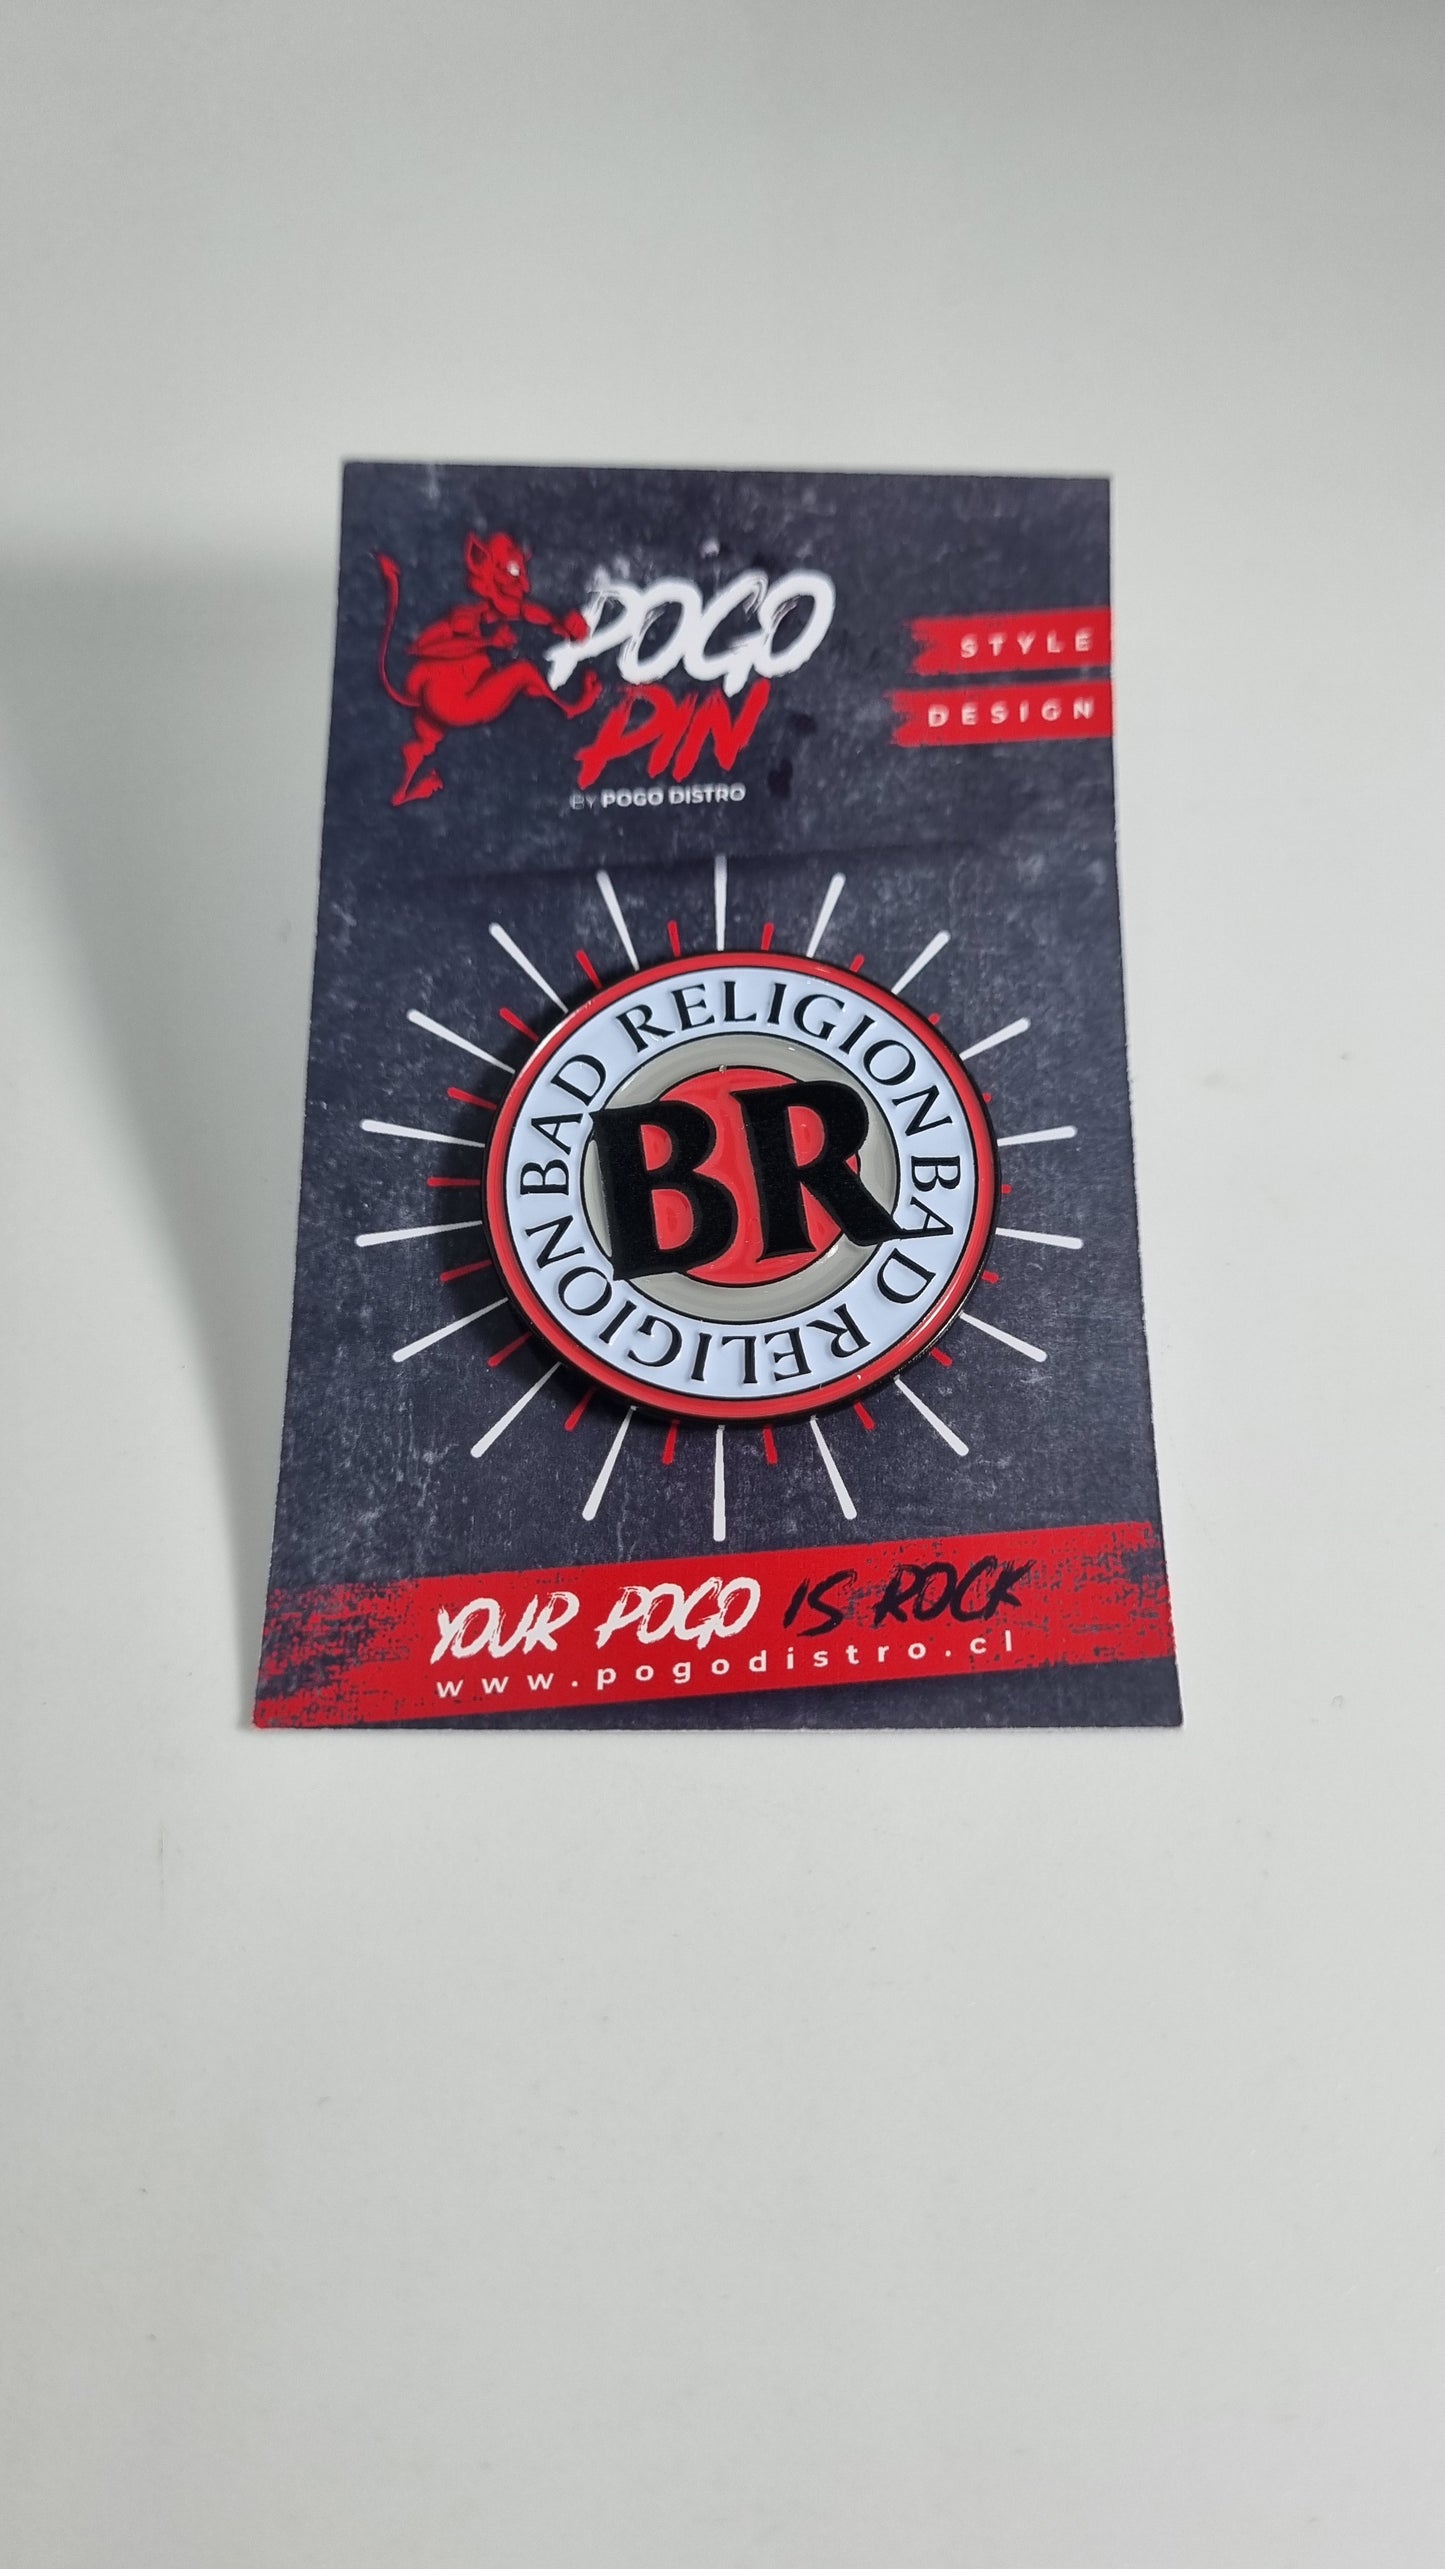 POGO
PIN
BY POGO DISTRO
STYLE
DESIGN
BAD RELIGION BAD RELIGION
BR
YOUR POGO IS ROCK
www.pogodistro.cl